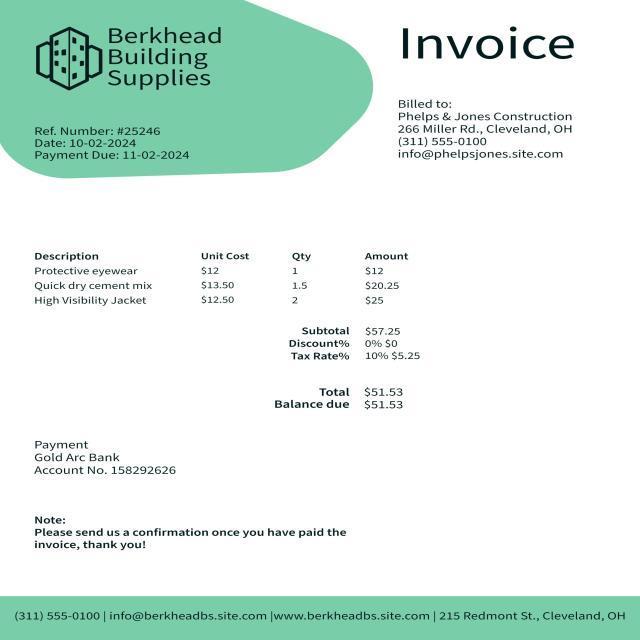 Berkhead
Building
Supplies
Ref. Number: #25246
Date: 10-02-2024
Payment Due: 11-02-2024
Invoice
Billed to:
Phelps & Jones Construction
266 Miller Rd., Cleveland, OH
(311) 555-0100
info@phelpsjones.site.com
Description Unit Cost Qty Amount
Protective eyewear $12 1 $12
Quick dry cement mix $13.50 1.5 $20.25
High Visibility Jacket $12.50 2 $25
Subtotal $57.25
Discount% 0% $0
Tax Rate% 10% $5.25
Total $51.53
Balance due $51.53
Payment
Gold Arc Bank
Account No. 158292626
Note:
Please send us a confirmation once you have paid the
invoice, thank you!
(311) 555-0100 | info@berkheadbs.site.com |www.berkheadbs.site.com | 215 Redmont St., Cleveland, OH